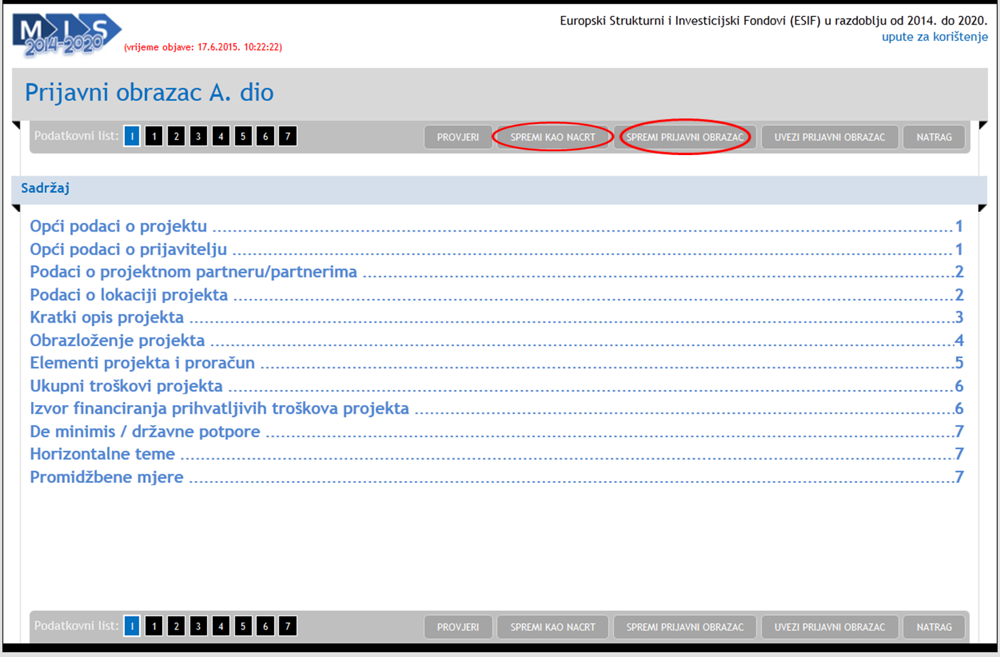 MIS
2014-2020
(vrijeme objave: 17.6.2015. 10:22:22)
Europski Strukturni i Investicijski Fondovi (ESIF) u razdoblju od 2014. do 2020.
upute za korištenje
Prijavni obrazac A. dio
Podatkovni list: I 1 2 3 4 5 6 7 PROVJERI SPREMI KAO NACRT SPREMI PRIJAVNI OBRAZAC UVEZI PRIJAVNI OBRAZAC NATRAG
Sadržaj
Opći podaci o projektu 1
Opći podaci o prijavitelju 1
Podaci o projektnom partneru/partnerima 2
Podaci o lokaciji projekta 2
Kratki opis projekta 3
Obrazloženje projekta 4
Elementi projekta i proračun 5
Ukupni troškovi projekta 6
Izvor financiranja prihvatljivih troškova projekta 6
De minimis / državne potpore 7
Horizontalne teme 7
Promidžbene mjere 7
Podatkovni list: I 1 2 3 4 5 6 7 PROVJERI SPREMI KAO NACRT SPREMI PRIJAVNI OBRAZAC UVEZI PRIJAVNI OBRAZAC NATRAG